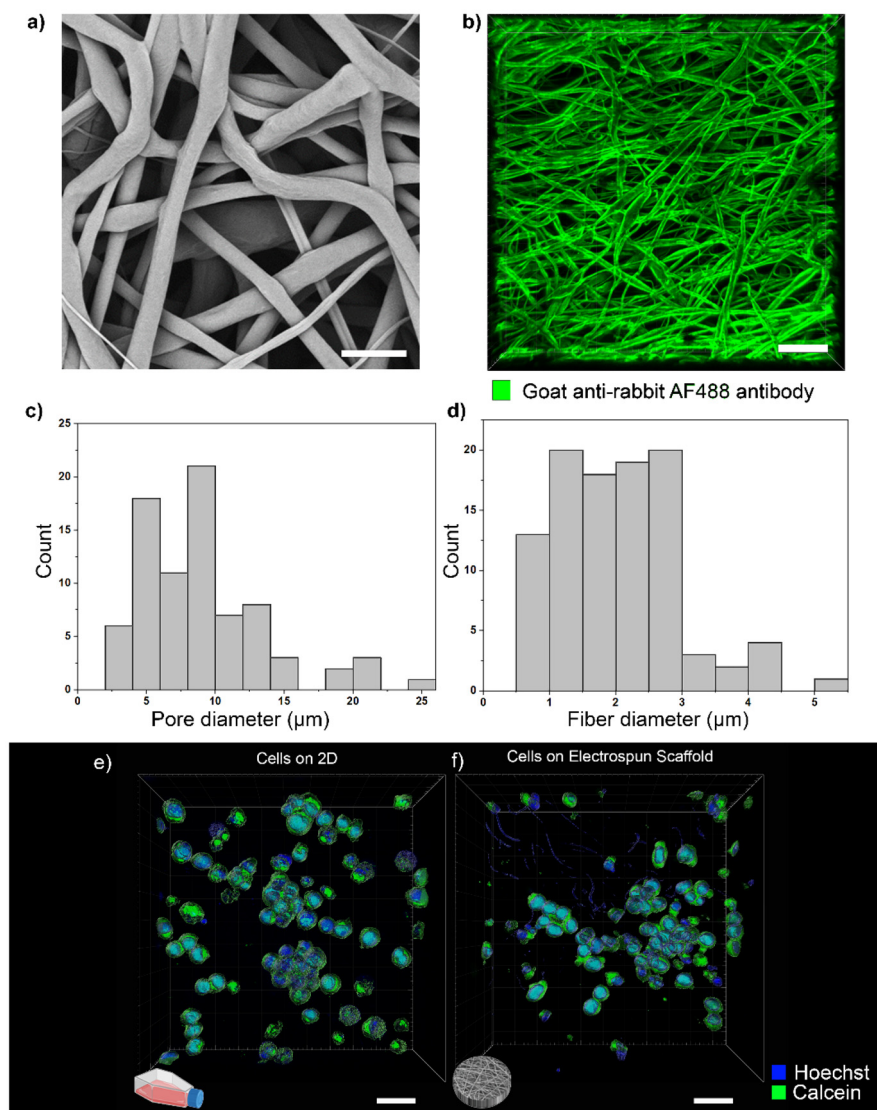 a)
b)
Goat anti-rabbit AF488 antibody
c)
d)
25
20
15
10
5
0
Count
5
10
15
20
25
Pore diameter (µm)
20
15
10
5
0
Count
1
2
3
4
5
Fiber diameter (µm)
e)
Cells on 2D
f)
Cells on Electrospun Scaffold
Hoechst
Calcein